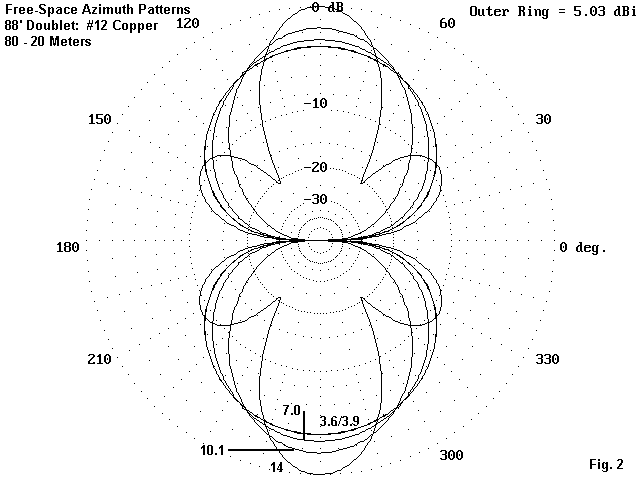 Free-Space Azimuth Patterns
88' Doublet: #12 Copper
80 - 20 Meters
Outer Ring = 5.03 dBi
0 dB
120
60
-10
150
30
-20
-30
180
0 deg.
210
330
7.0
3.6/3.9
10.1
14
300
Fig. 2